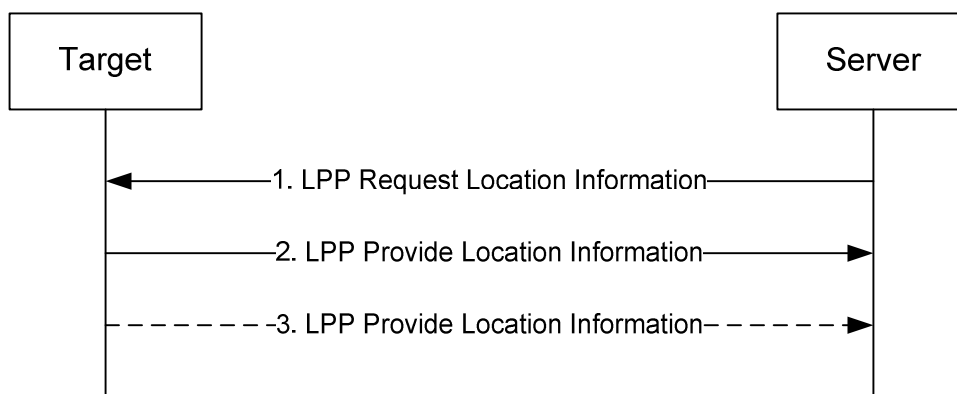 Target
Server
1. LPP Request Location Information
2. LPP Provide Location Information
3. LPP Provide Location Information